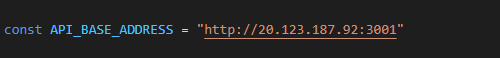 const API_BASE_ADDRESS = "http://20.123.187.92:3001"